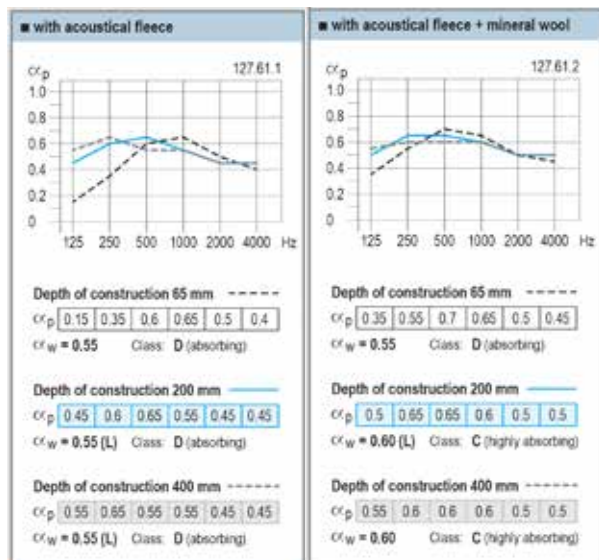 ■ with acoustical fleece
αp 127.61.1
1.0
0.8
0.6
0.4
0.2
0
125 250 500 1000 2000 4000 Hz
Depth of construction 65 mm
αp 0.15 0.35 0.6 0.65 0.5 0.4
αw = 0.55 Class: D (absorbing)
Depth of construction 200 mm
αp 0.45 0.6 0.65 0.55 0.45 0.45
αw = 0.55 (L) Class: D (absorbing)
Depth of construction 400 mm
αp 0.55 0.65 0.55 0.55 0.45 0.45
αw = 0.55 (L) Class: D (absorbing)
■ with acoustical fleece + mineral wool
αp 127.61.2
1.0
0.8
0.6
0.4
0.2
0
125 250 500 1000 2000 4000 Hz
Depth of construction 65 mm
αp 0.35 0.55 0.7 0.65 0.5 0.45
αw = 0.55 Class: D (absorbing)
Depth of construction 200 mm
αp 0.5 0.65 0.65 0.6 0.5 0.5
αw = 0.60 (L) Class: C (highly absorbing)
Depth of construction 400 mm
αp 0.55 0.6 0.6 0.6 0.5 0.5
αw = 0.60 Class: C (highly absorbing)